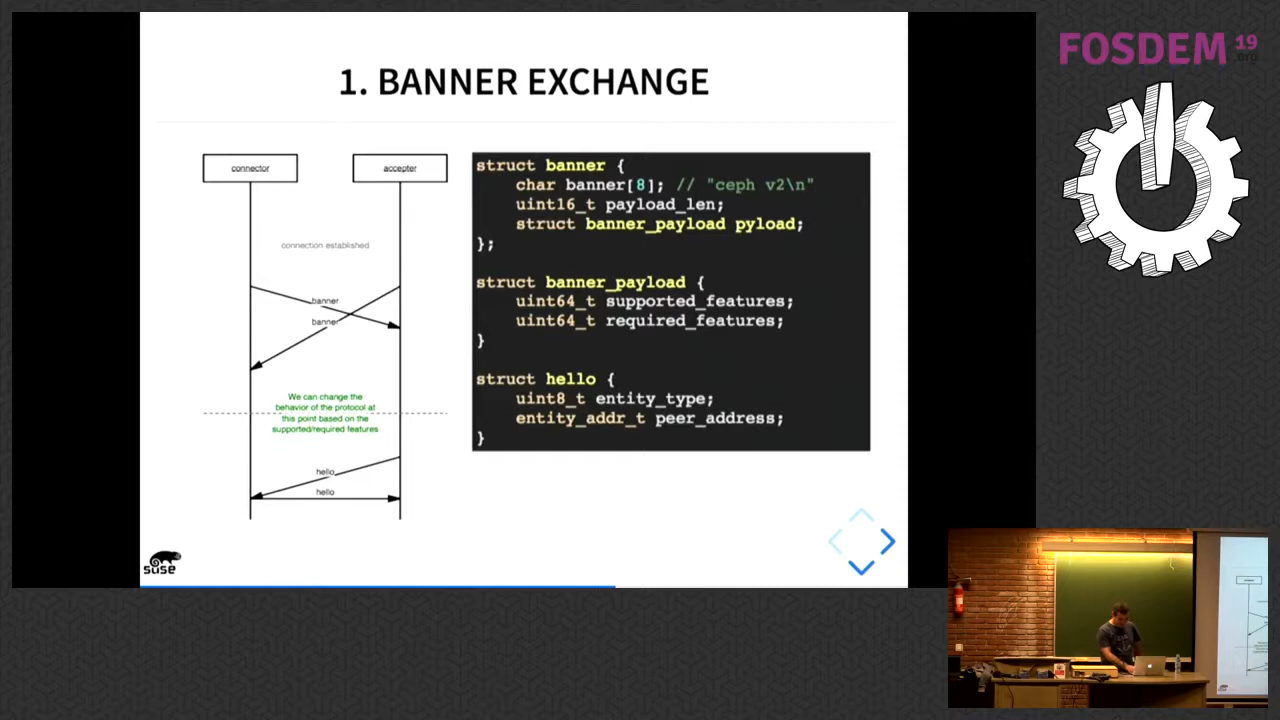 1. BANNER EXCHANGE
connector
accepter
connection established
banner
banner
We can change the
behavior of the protocol at
this point based on the
supported/required features
hello
hello
struct banner {
char banner[8]; // "ceph v2\n"
uint16_t payload_len;
struct banner_payload pyload;
};
struct banner_payload {
uint64_t supported_features;
uint64_t required_features;
}
struct hello {
uint8_t entity_type;
entity_addr_t peer_address;
}
SUSE
FOSDEM 19
.org